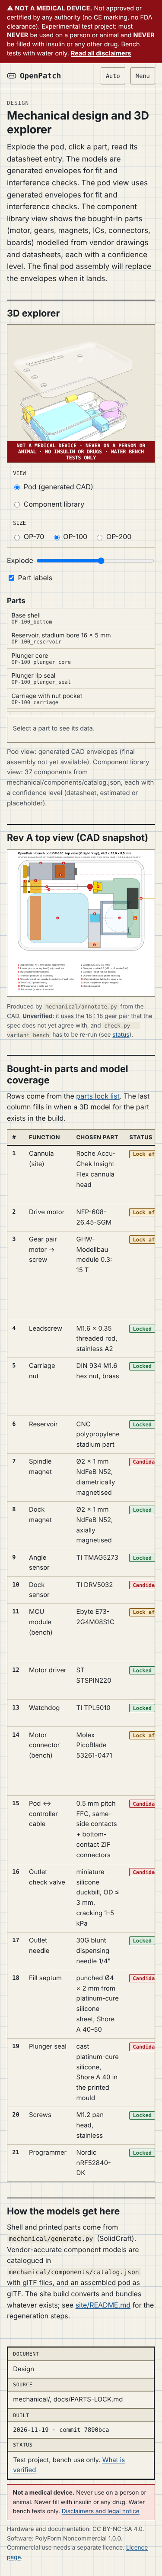 ⚠ NOT A MEDICAL DEVICE. Not approved or
certified by any authority (no CE marking, no FDA
clearance). Experimental test project: must
NEVER be used on a person or animal and NEVER
be filled with insulin or any other drug. Bench
tests with water only. Read all disclaimers
OpenPatch
Auto
Menu
DESIGN
Mechanical design and 3D
explorer
Explode the pod, click a part, read its
datasheet entry. The models are
generated envelopes used for fit and
interference checks. The pod view uses
generated envelopes for fit and
interference checks. The component
library view shows the bought-in parts
(motor, gears, magnets, ICs, connectors,
boards) modelled from vendor drawings
and datasheets, each with a confidence
level. The final assembly will replace
the envelopes when it lands.
3D explorer
NOT A MEDICAL DEVICE · NEVER ON A PERSON OR
ANIMAL · NO INSULIN OR DRUGS · WATER BENCH
TESTS ONLY
VIEW
Pod (generated CAD)
Component library
SIZE
OP-70
OP-100
OP-200
Explode
Part labels
Parts
Base shell
OP-100_bottom
Reservoir, stadium bore 16 × 5 mm
OP-100_reservoir
Plunger core
OP-100_plunger_core
Plunger lip seal
OP-100_plunger_seal
Carriage with nut pocket
OP-100_carriage
Select a part to see its data.
Pod view: generated CAD envelopes (final
assembly not yet available). Component library
view: 37 components from
mechanical/components/catalog.json, each with
a confidence level (datasheet, estimated or
placeholder).
Rev A top view (CAD snapshot)
Produced by mechanical/annotate.py from the
CAD. Unverified: it uses the 18:18 gear pair that the
spec does not yet agree with, and check.py --
variant bench has to be re-run (see status).
Bought-in parts and model
coverage
Rows come from the parts lock list. The last
column fills in when a 3D model for the part
exists in the library.
# FUNCTION CHOSEN PART STATUS
1 Cannula (site) Roche Accu-Chek Insight Flex cannula head Lock af
2 Drive motor NFP-608-26.45-SGM Lock af
3 Gear pair motor → screw GHW-Modellbau module 0.3: 15 T Lock af
4 Leadscrew M1.6 × 0.35 threaded rod, stainless A2 Locked
5 Carriage nut DIN 934 M1.6 hex nut, brass Locked
6 Reservoir CNC polypropylene stadium part Locked
7 Spindle magnet Ø2 × 1 mm NdFeB N52, diametrically magnetised Candida
8 Dock magnet Ø2 × 1 mm NdFeB N52, axially magnetised Locked
9 Angle sensor TI TMAG5273 Locked
10 Dock sensor TI DRV5032 Candida
11 MCU module (bench) Ebyte E73-2G4M08S1C Lock af
12 Motor driver ST STSPIN220 Locked
13 Watchdog TI TPL5010 Locked
14 Motor connector (bench) Molex PicoBlade 53261-0471 Lock af
15 Pod ↔ controller cable 0.5 mm pitch FFC, same-side contacts + bottom-contact ZIF connectors Candida
16 Outlet check valve miniature silicone duckbill, OD ≤ 3 mm, cracking 1–5 kPa Candida
17 Outlet needle 30G blunt dispensing needle 1/4" Locked
18 Fill septum punched Ø4 × 2 mm from platinum-cure silicone sheet, Shore A 40–50 Candida
19 Plunger seal cast platinum-cure silicone, Shore A 40 in the printed mould Candida
20 Screws M1.2 pan head, stainless Locked
21 Programmer Nordic nRF52840-DK Locked
How the models get here
Shell and printed parts come from
mechanical/generate.py (SolidCraft).
Vendor-accurate component models are
catalogued in
mechanical/components/catalog.json
with glTF files, and an assembled pod as
glTF. The site build converts and bundles
whatever exists; see site/README.md for the
regeneration steps.
DOCUMENT
Design
SOURCE
mechanical/, docs/PARTS-LOCK.md
BUILT
2026-11-19 · commit 7098bca
STATUS
Test project, bench use only. What is
verified
Not a medical device. Never use on a person or
animal. Never fill with insulin or any drug. Water
bench tests only. Disclaimers and legal notice
Hardware and documentation: CC BY-NC-SA 4.0.
Software: PolyForm Noncommercial 1.0.0.
Commercial use needs a separate licence. Licence
page.